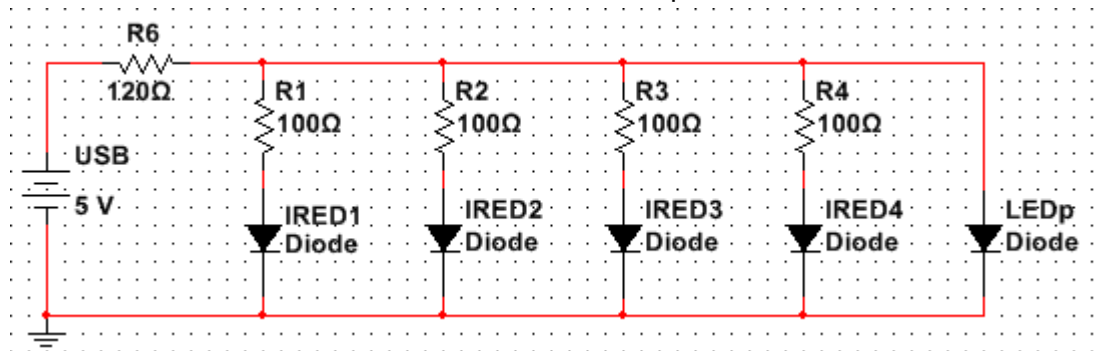 R6
120Ω
R1
100Ω
R2
100Ω
R3
100Ω
R4
100Ω
USB
5 V
IRED1
Diode
IRED2
Diode
IRED3
Diode
IRED4
Diode
LEDp
Diode